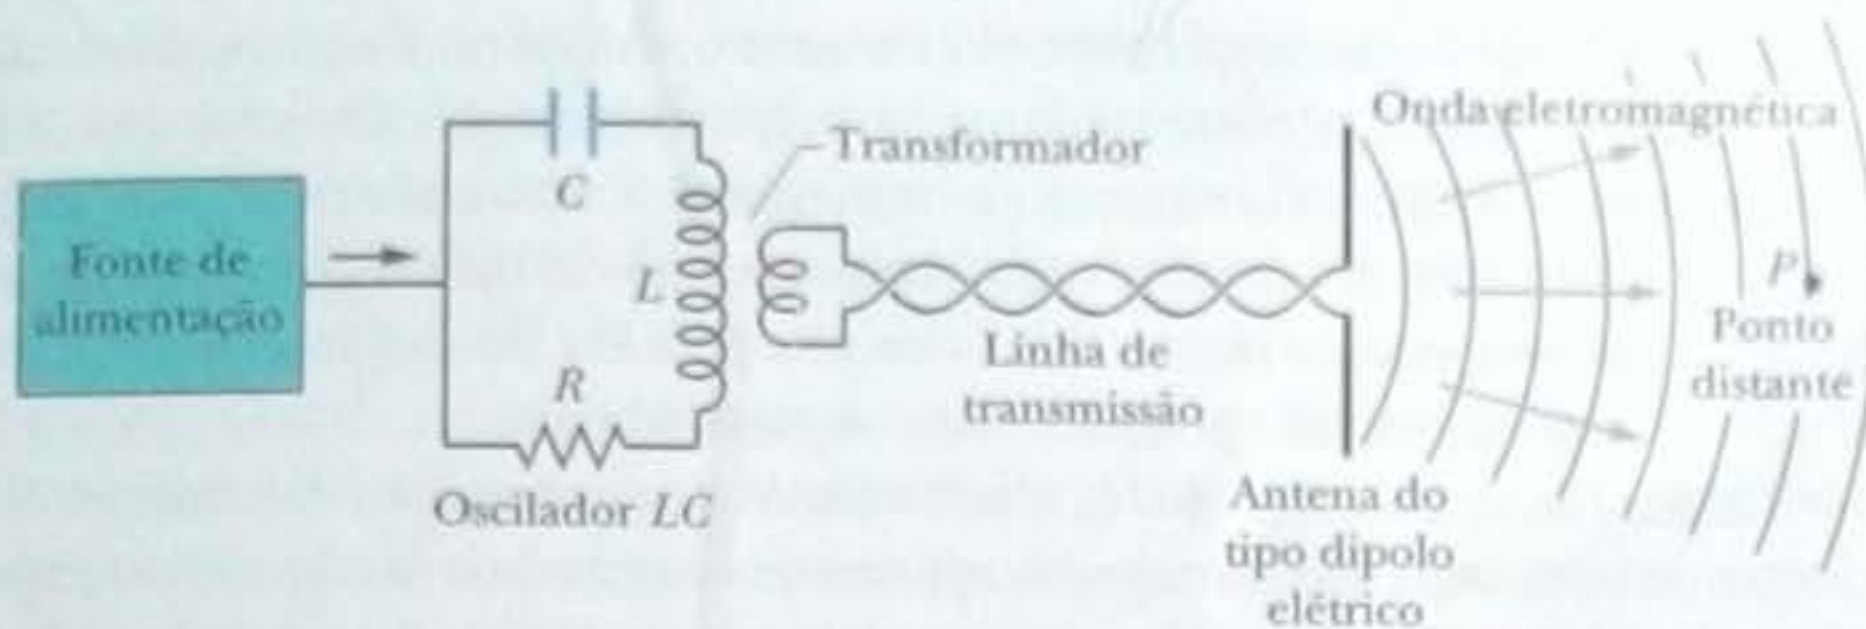 Fonte de
alimentação
C
L
R
Oscilador LC
Transformador
Linha de
transmissão
Antena do
tipo dipolo
elétrico
Onda eletromagnética
P
Ponto
distante